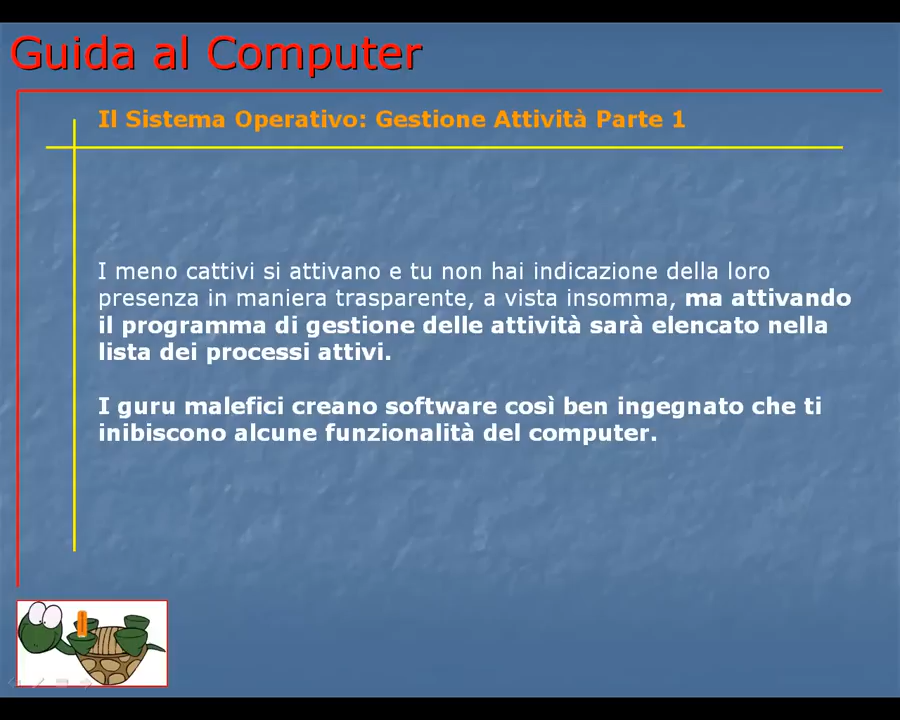 Guida al Computer
Il Sistema Operativo: Gestione Attività Parte 1
I meno cattivi si attivano e tu non hai indicazione della loro
presenza in maniera trasparente, a vista insomma, ma attivando
il programma di gestione delle attività sarà elencato nella
lista dei processi attivi.
I guru malefici creano software così ben ingegnato che ti
inibiscono alcune funzionalità del computer.